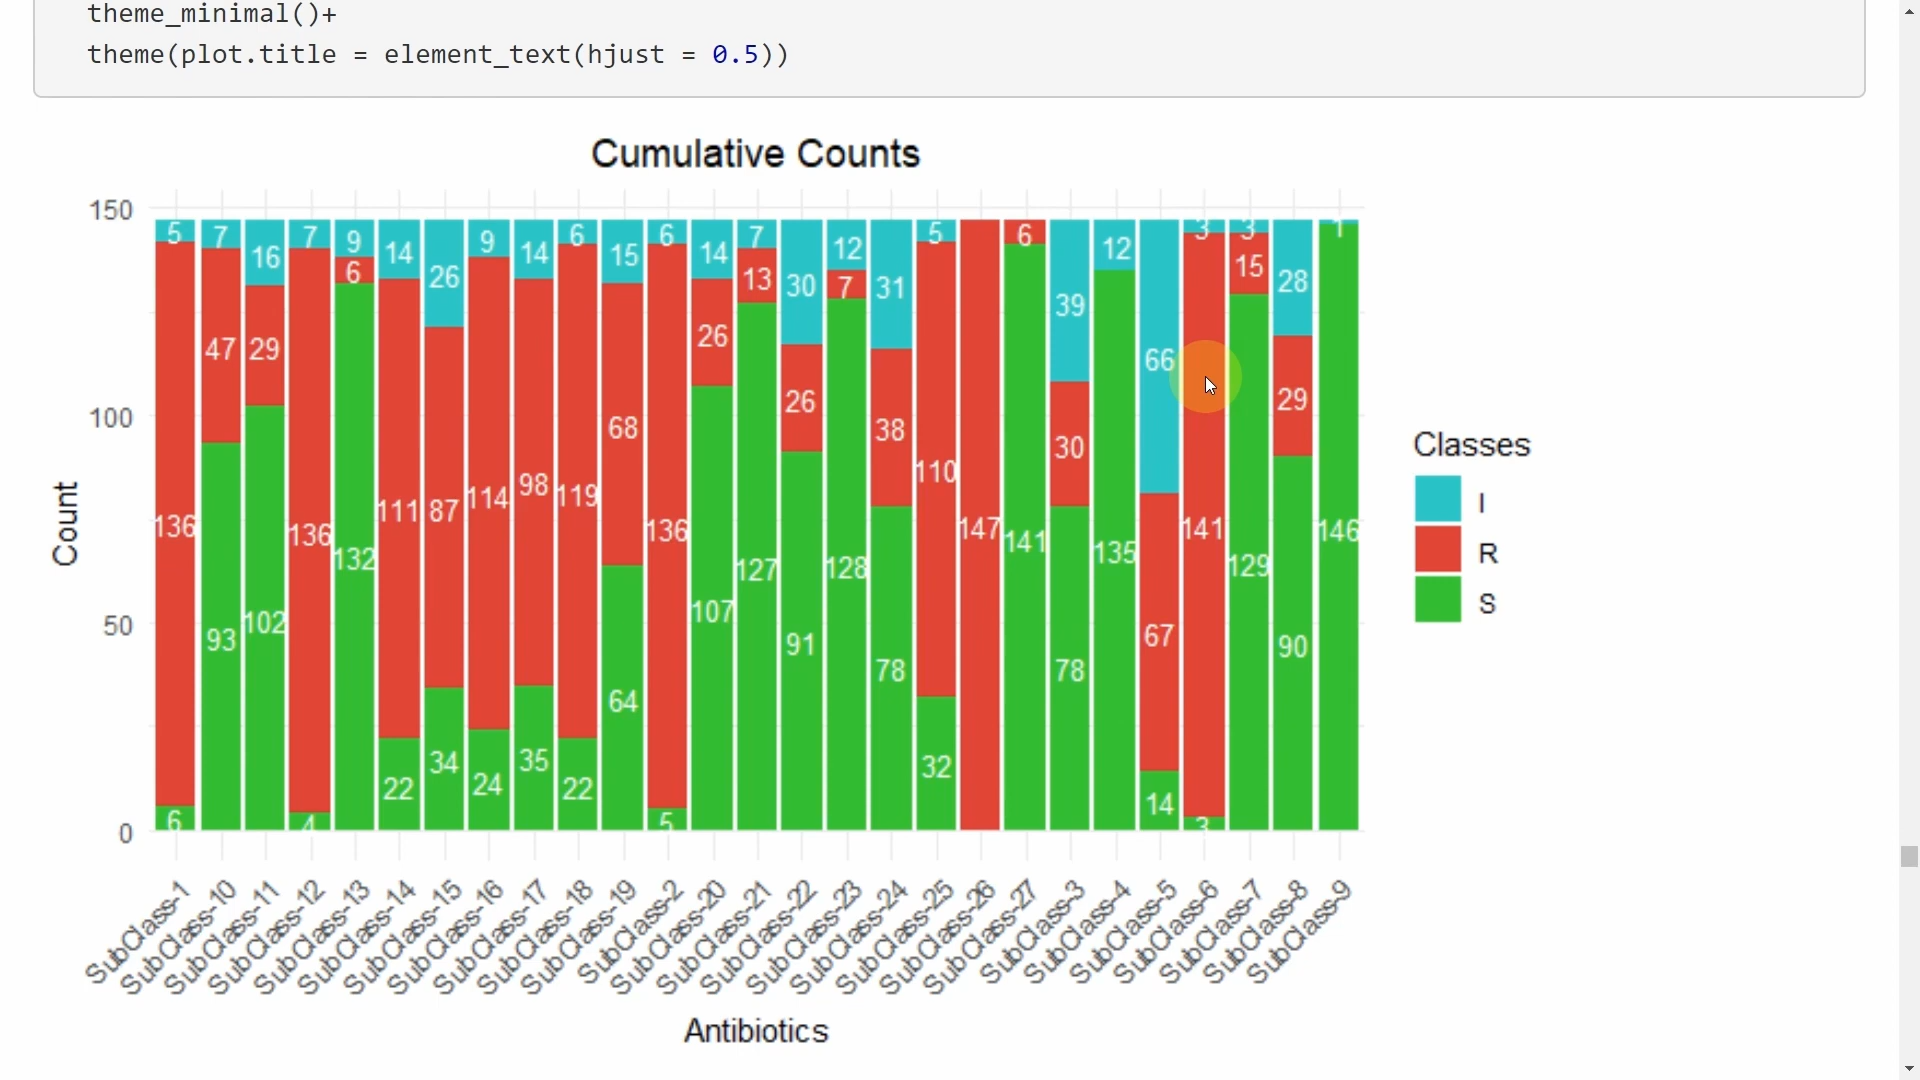 theme_minimal()+
theme(plot.title = element_text(hjust = 0.5))
Cumulative Counts
150
100
50
0
Count
5 7 16 7 9 14 26 9 14 6 15 6 14 7 30 12 31 5 6 39 12 66 3 3 28 1
136 47 29 136 6 111 87 114 98 119 68 136 26 13 26 7 38 110 147 30 67 141 15 29
6 93 102 4 132 22 34 24 35 22 64 5 107 127 91 128 78 32 141 78 135 14 3 129 90 146
SubClass-1
SubClass-10
SubClass-11
SubClass-12
SubClass-13
SubClass-14
SubClass-15
SubClass-16
SubClass-17
SubClass-18
SubClass-19
SubClass-2
SubClass-20
SubClass-21
SubClass-22
SubClass-23
SubClass-24
SubClass-25
SubClass-26
SubClass-27
SubClass-3
SubClass-4
SubClass-5
SubClass-6
SubClass-7
SubClass-8
SubClass-9
Antibiotics
Classes
I
R
S